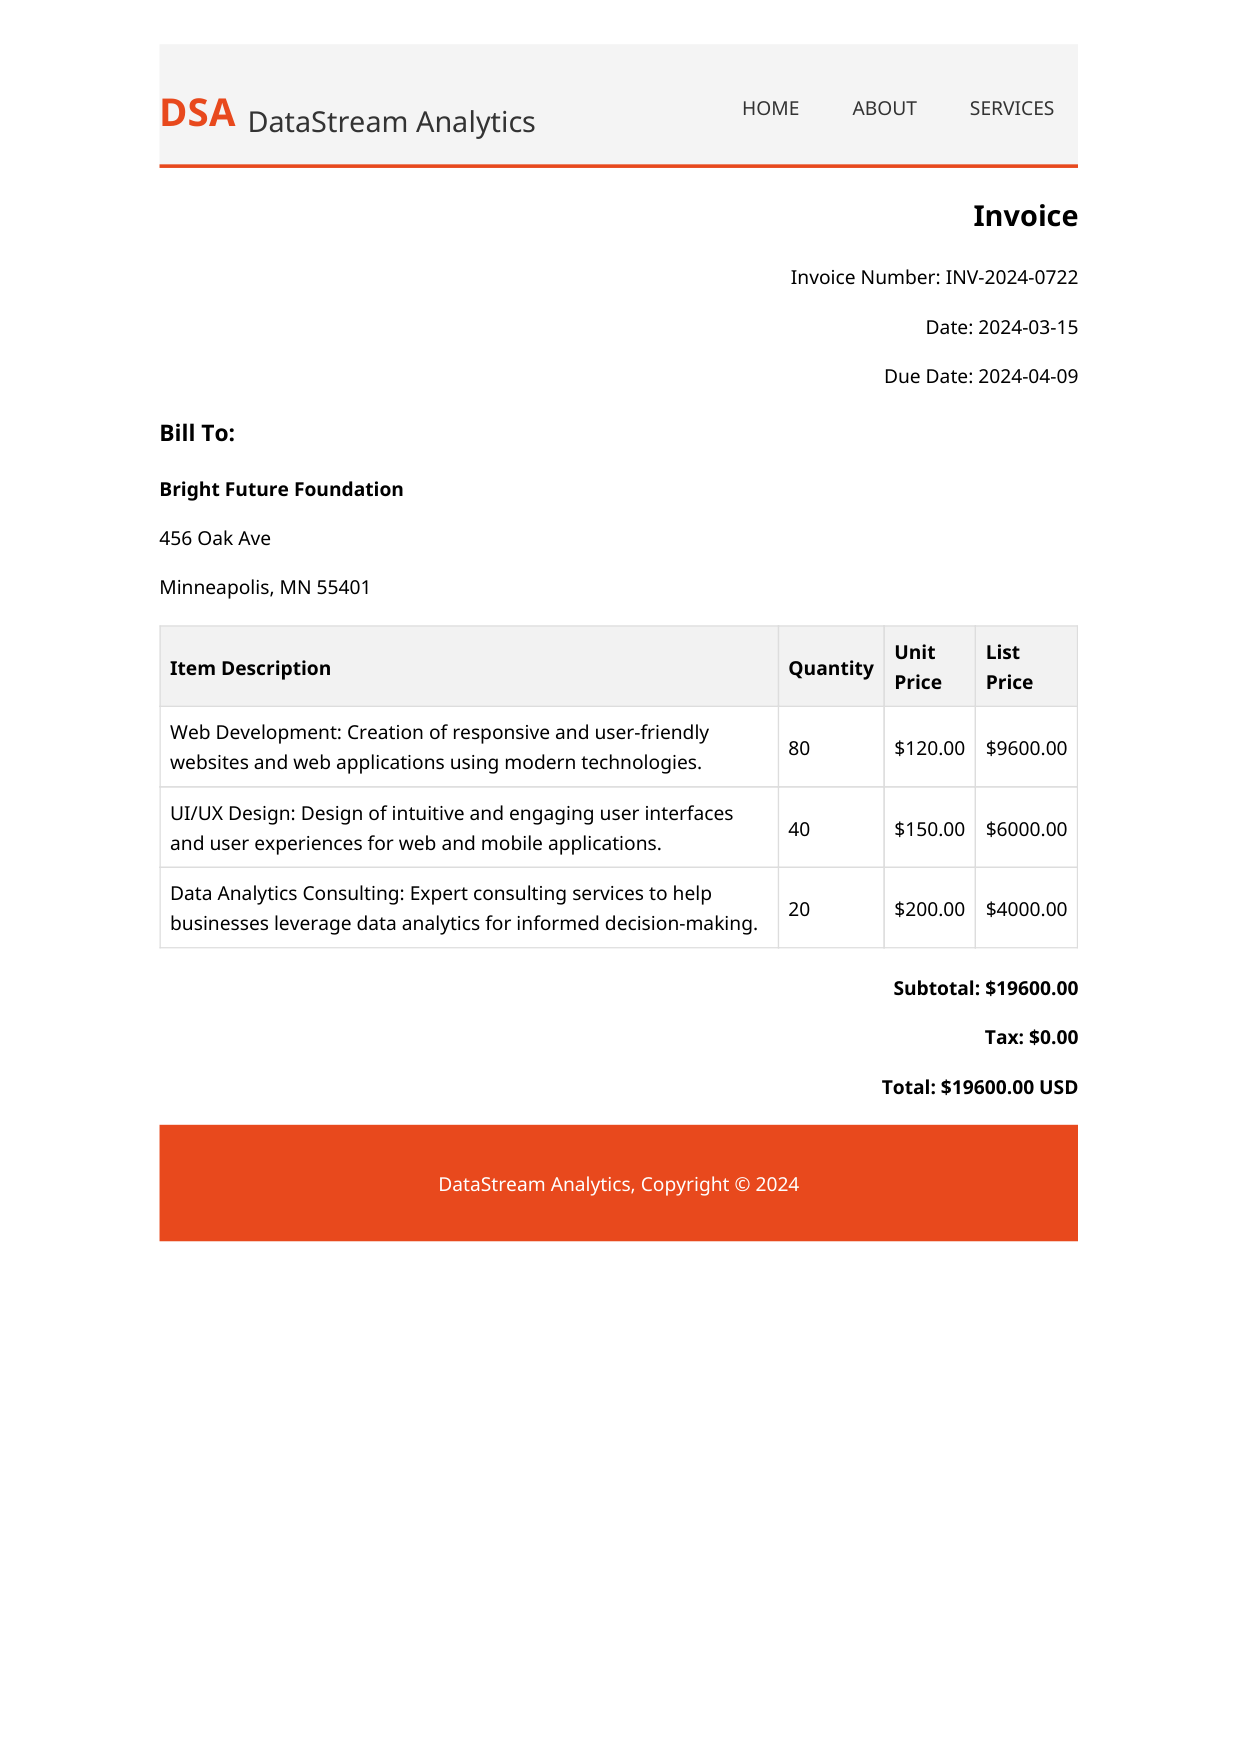 DSA DataStream Analytics HOME ABOUT SERVICES
Invoice
Invoice Number: INV-2024-0722
Date: 2024-03-15
Due Date: 2024-04-09
Bill To:
Bright Future Foundation
456 Oak Ave
Minneapolis, MN 55401
Item Description Quantity Unit Price List Price
Web Development: Creation of responsive and user-friendly
websites and web applications using modern technologies.
80 $120.00 $9600.00
UI/UX Design: Design of intuitive and engaging user interfaces
and user experiences for web and mobile applications.
40 $150.00 $6000.00
Data Analytics Consulting: Expert consulting services to help
businesses leverage data analytics for informed decision-making.
20 $200.00 $4000.00
Subtotal: $19600.00
Tax: $0.00
Total: $19600.00 USD
DataStream Analytics, Copyright © 2024